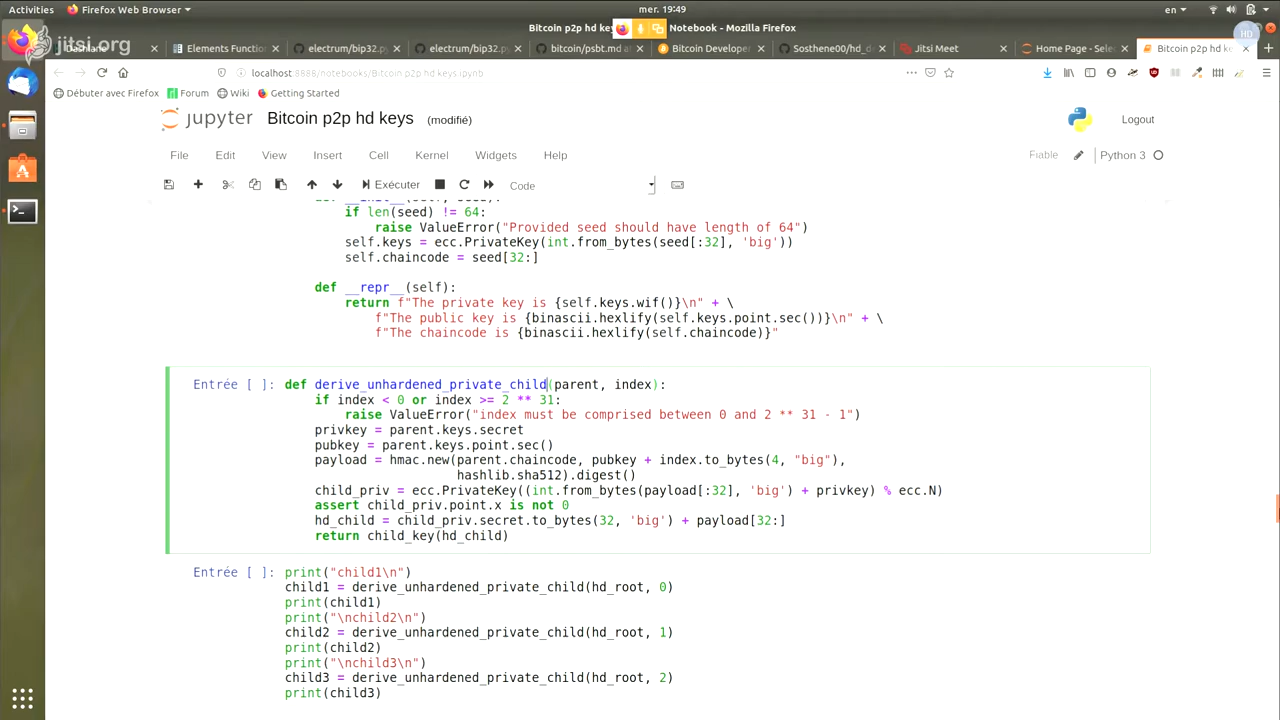 Activities Firefox Web Browser mer. 19:49 en
Bitcoin p2p hd key Notebook - Mozilla Firefox
jitsi.org Elements Function electrum/bip32.py electrum/bip32.py bitcoin/psbt.md at Bitcoin Developer Sosthene00/hd_d Jitsi Meet Home Page - Select Bitcoin p2p hd ke HD
localhost:8888/notebooks/Bitcoin p2p hd keys.ipynb
Débuter avec Firefox Forum Wiki Getting Started
jupyter Bitcoin p2p hd keys (modifié) Logout
File Edit View Insert Cell Kernel Widgets Help Fiable Python 3
Exécuter Code
if len(seed) != 64:
raise ValueError("Provided seed should have length of 64")
self.keys = ecc.PrivateKey(int.from_bytes(seed[:32], 'big'))
self.chaincode = seed[32:]
def __repr__(self):
return f"The private key is {self.keys.wif()}\n" + \
f"The public key is {binascii.hexlify(self.keys.point.sec())}\n" + \
f"The chaincode is {binascii.hexlify(self.chaincode)}"
Entrée [ ]: def derive_unhardened_private_child(parent, index):
if index < 0 or index >= 2 ** 31:
raise ValueError("index must be comprised between 0 and 2 ** 31 - 1")
privkey = parent.keys.secret
pubkey = parent.keys.point.sec()
payload = hmac.new(parent.chaincode, pubkey + index.to_bytes(4, "big"),
hashlib.sha512).digest()
child_priv = ecc.PrivateKey((int.from_bytes(payload[:32], 'big') + privkey) % ecc.N)
assert child_priv.point.x is not 0
hd_child = child_priv.secret.to_bytes(32, 'big') + payload[32:]
return child_key(hd_child)
Entrée [ ]: print("child1\n")
child1 = derive_unhardened_private_child(hd_root, 0)
print(child1)
print("\nchild2\n")
child2 = derive_unhardened_private_child(hd_root, 1)
print(child2)
print("\nchild3\n")
child3 = derive_unhardened_private_child(hd_root, 2)
print(child3)